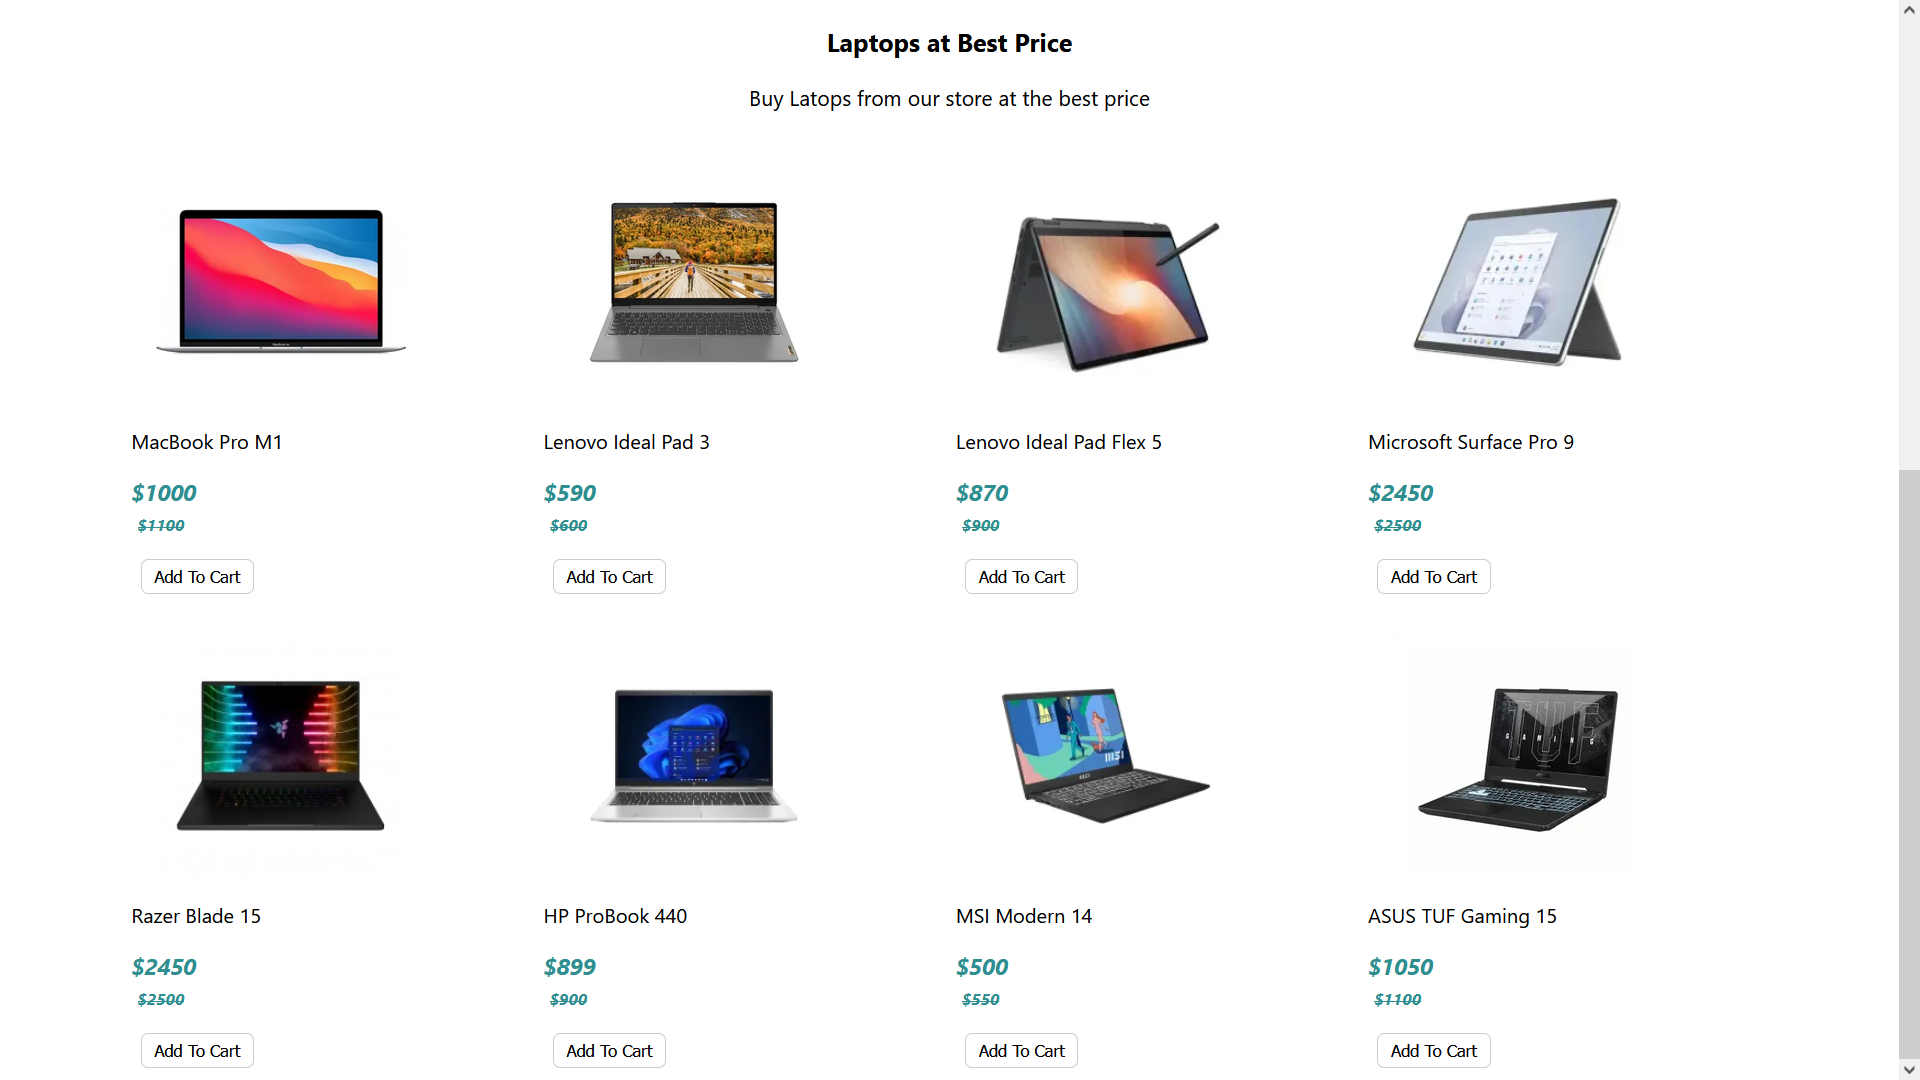 Laptops at Best Price
Buy Latops from our store at the best price
MacBook Pro M1
$1000
$1100
Add To Cart
Lenovo Ideal Pad 3
$590
$600
Add To Cart
Lenovo Ideal Pad Flex 5
$870
$900
Add To Cart
Microsoft Surface Pro 9
$2450
$2500
Add To Cart
TUF
GAMING
msi
Razer Blade 15
$2450
$2500
Add To Cart
HP ProBook 440
$899
$900
Add To Cart
MSI Modern 14
$500
$550
Add To Cart
ASUS TUF Gaming 15
$1050
$1100
Add To Cart